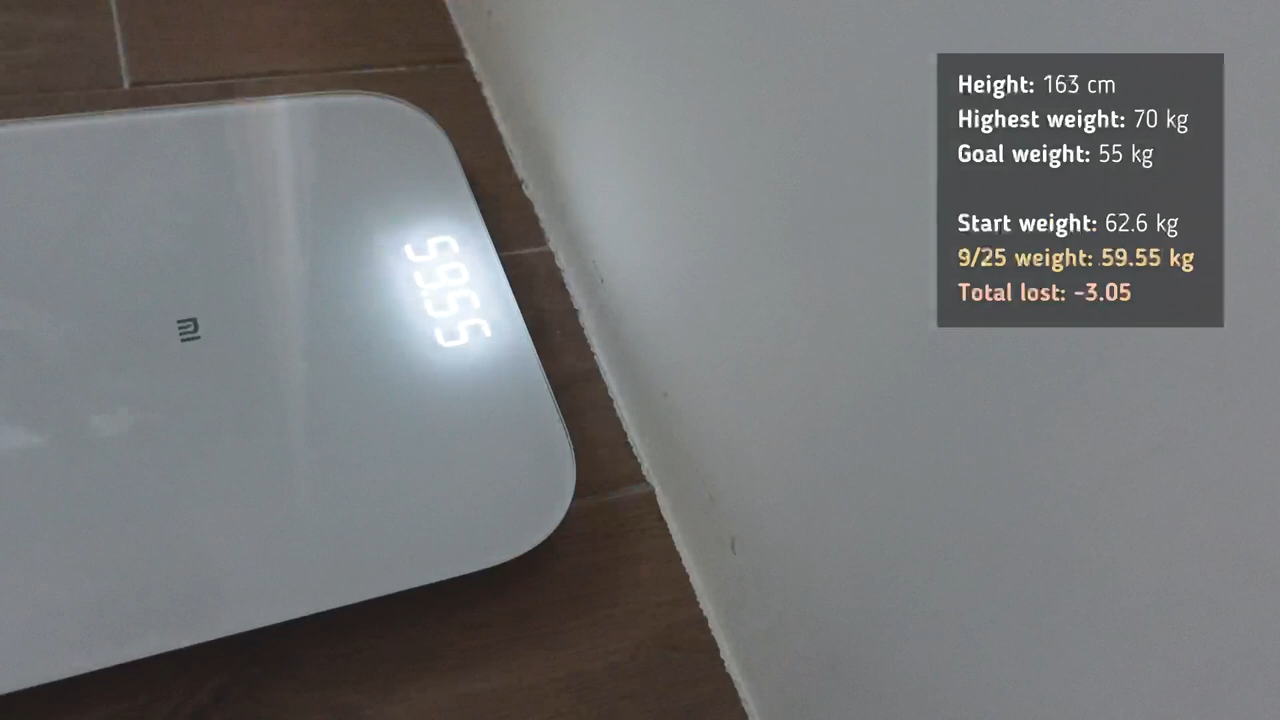 Height: 163 cm
Highest weight: 70 kg
Goal weight: 55 kg
Start weight: 62.6 kg
9/25 weight: 59.55 kg
Total lost: -3.05
59.55
mi